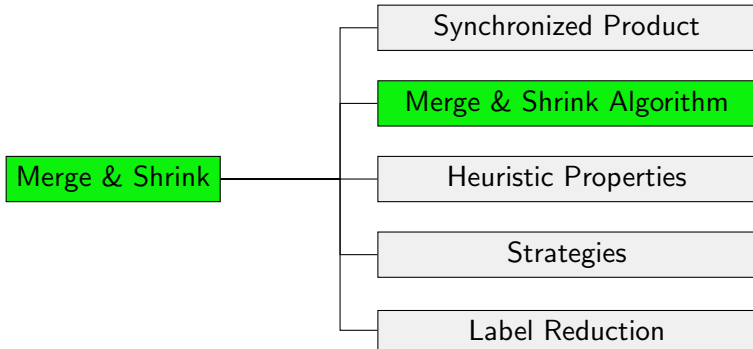 Synchronized Product
Merge & Shrink Algorithm
Merge & Shrink
Heuristic Properties
Strategies
Label Reduction